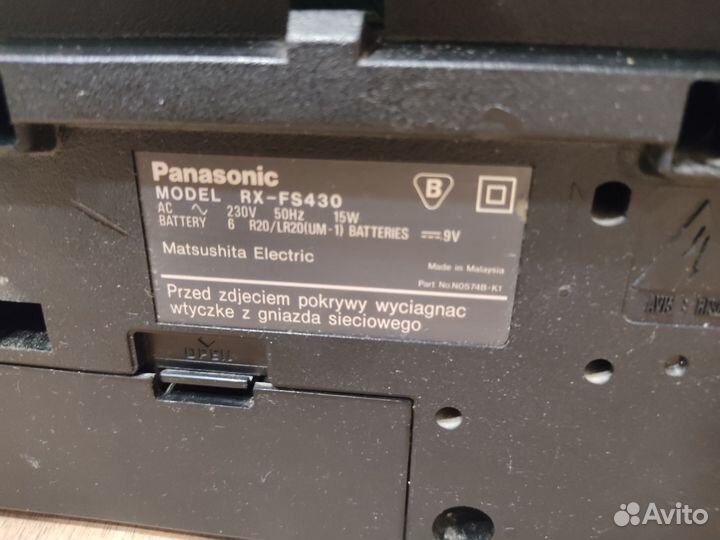 Panasonic
MODEL RX-FS430
AC 230V 50Hz 15W
BATTERY 6 R20/LR20(UM-1) BATTERIES 9V
B
Matsushita Electric
Made in Malaysia
Part No.N0574B-K1
Przed zdjeciem pokrywy wyciagnac
wtyczke z gniazda sieciowego
OPEN
Avito